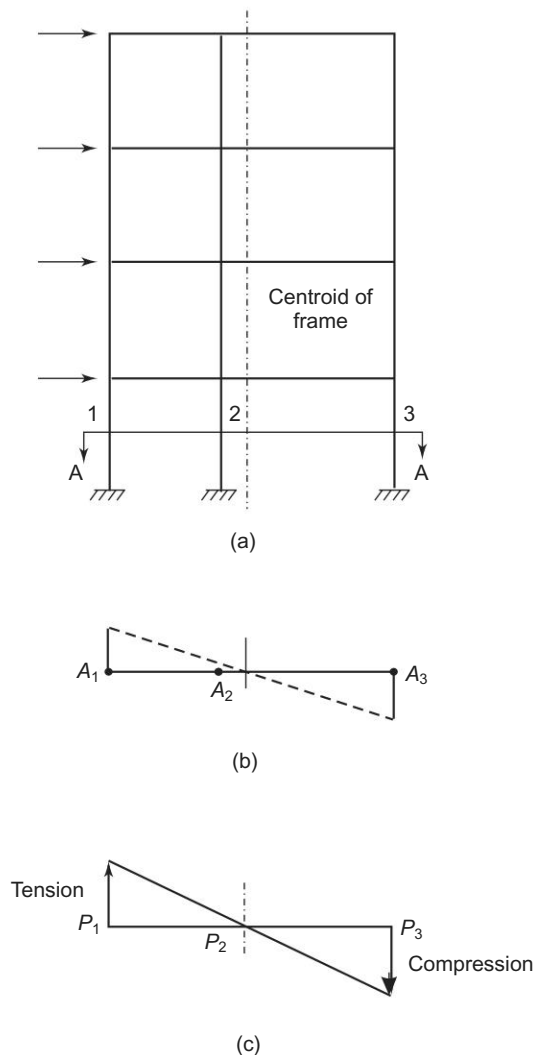 Centroid of
frame
1
2
3
A
A
(a)
A1
A2
A3
(b)
Tension
P1
P2
P3
Compression
(c)